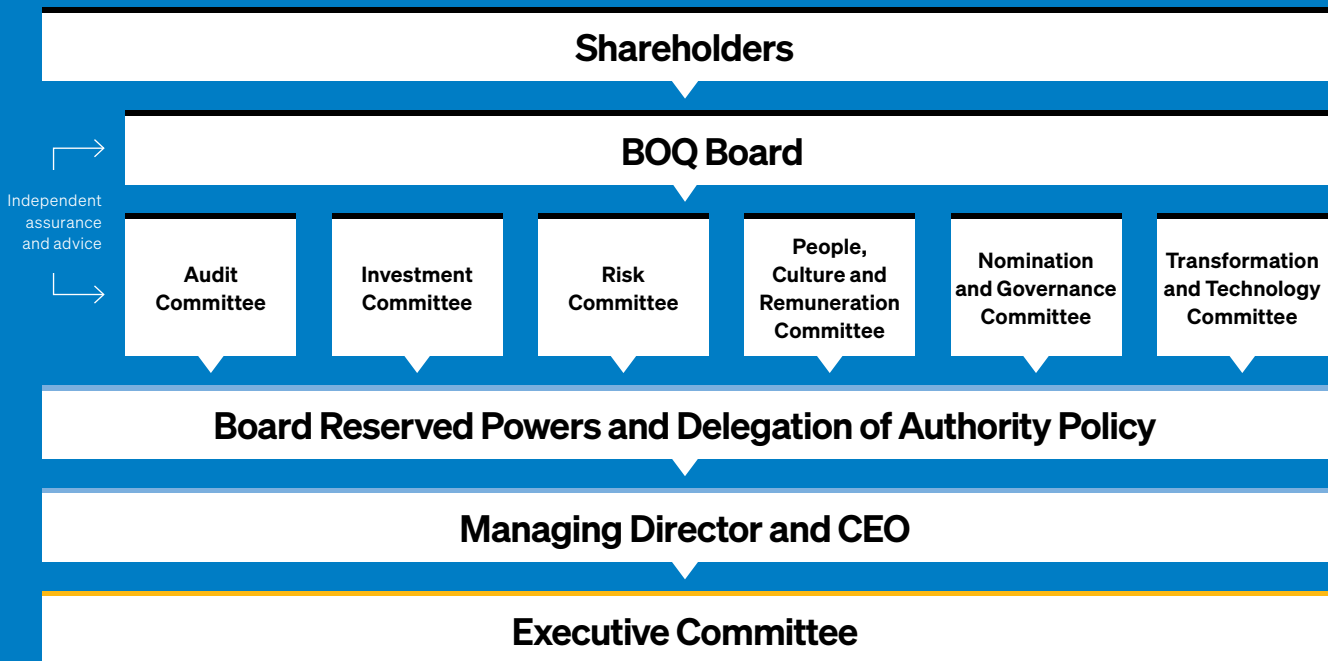 Shareholders
BOQ Board
Independent
assurance
and advice
Audit
Committee
Investment
Committee
Risk
Committee
People,
Culture and
Remuneration
Committee
Nomination
and Governance
Committee
Transformation
and Technology
Committee
Board Reserved Powers and Delegation of Authority Policy
Managing Director and CEO
Executive Committee